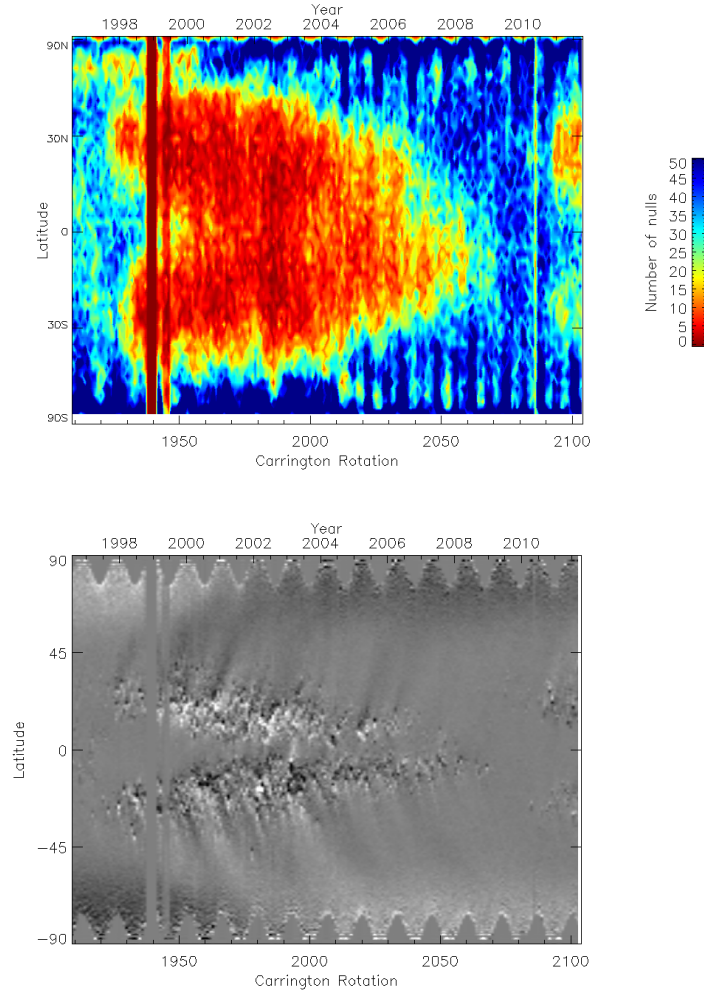 Year
1998 2000 2002 2004 2006 2008 2010
90N
30N
0
30S
90S
Latitude
1950 2000 2050 2100
Carrington Rotation
50
45
40
35
30
25
20
15
10
5
0
Number of nulls
Year
1998 2000 2002 2004 2006 2008 2010
90
45
0
−45
−90
Latitude
1950 2000 2050 2100
Carrington Rotation